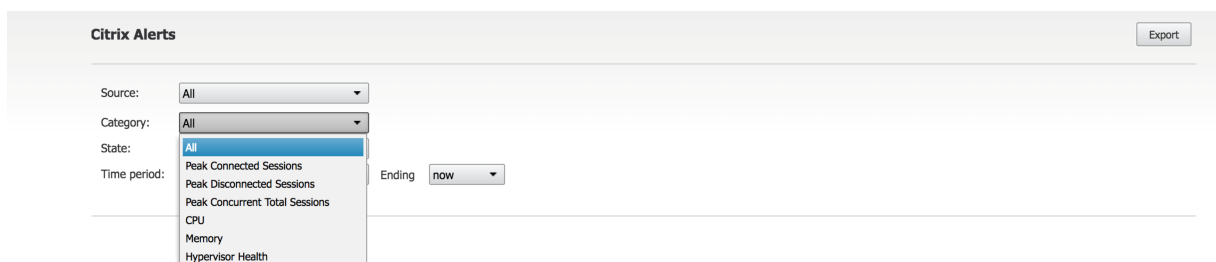 Citrix Alerts
Export
Source: All
Category: All
State: All
Time period: Peak Connected Sessions Ending now
Peak Disconnected Sessions
Peak Concurrent Total Sessions
CPU
Memory
Hypervisor Health